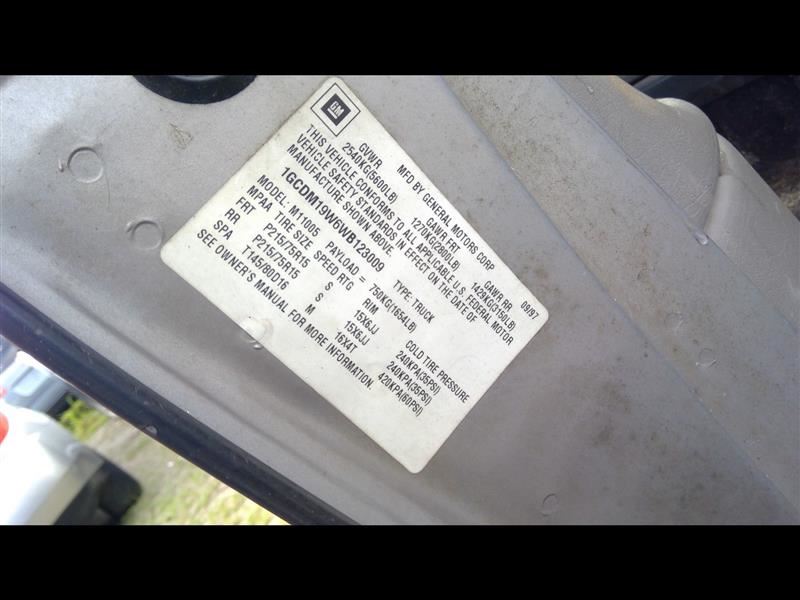 GM
MFD BY GENERAL MOTORS CORP 09/97
GVWR GAWR FRT GAWR RR
2540KG(5600LB) 1270KG(2800LB) 1429KG(3150LB)
THIS VEHICLE CONFORMS TO ALL APPLICABLE U.S. FEDERAL MOTOR
VEHICLE SAFETY STANDARDS IN EFFECT ON THE DATE OF
MANUFACTURE SHOWN ABOVE.
1GCDM19W6WB123009 TYPE: TRUCK
MODEL: M11005 PAYLOAD = 750KG(1654LB)
MPAA TIRE SIZE SPEED RTG RIM COLD TIRE PRESSURE
FRT P215/75R15 S 15X6JJ 240KPA(35PSI)
RR P215/75R15 S 15X6JJ 240KPA(35PSI)
SPA T145/80D16 M 16X4T 420KPA(60PSI)
SEE OWNER'S MANUAL FOR MORE INFORMATION.